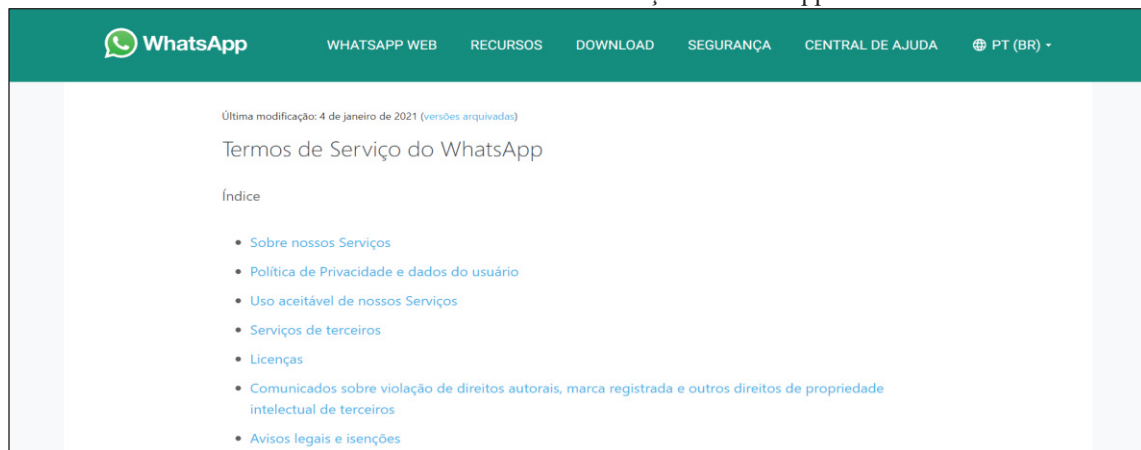 WhatsApp WHATSAPP WEB RECURSOS DOWNLOAD SEGURANÇA CENTRAL DE AJUDA PT (BR)
Última modificação: 4 de janeiro de 2021 (versões arquivadas)
Termos de Serviço do WhatsApp
Índice
• Sobre nossos Serviços
• Política de Privacidade e dados do usuário
• Uso aceitável de nossos Serviços
• Serviços de terceiros
• Licenças
• Comunicados sobre violação de direitos autorais, marca registrada e outros direitos de propriedade
intelectual de terceiros
• Avisos legais e isenções